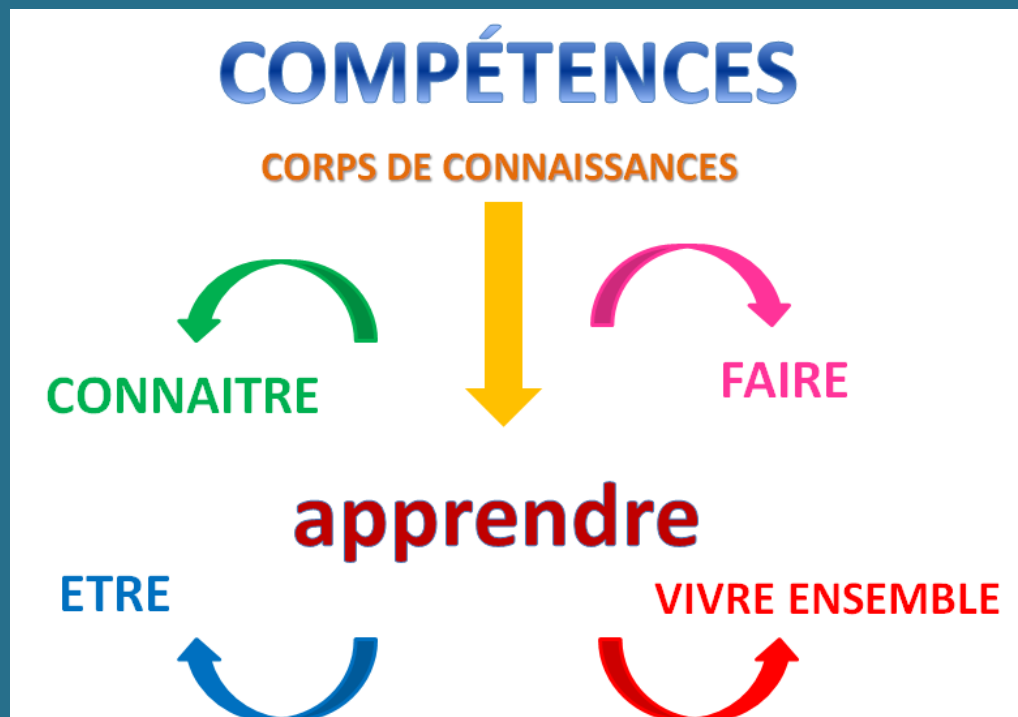 COMPÉTENCES
CORPS DE CONNAISSANCES
CONNAITRE
FAIRE
apprendre
ETRE
VIVRE ENSEMBLE